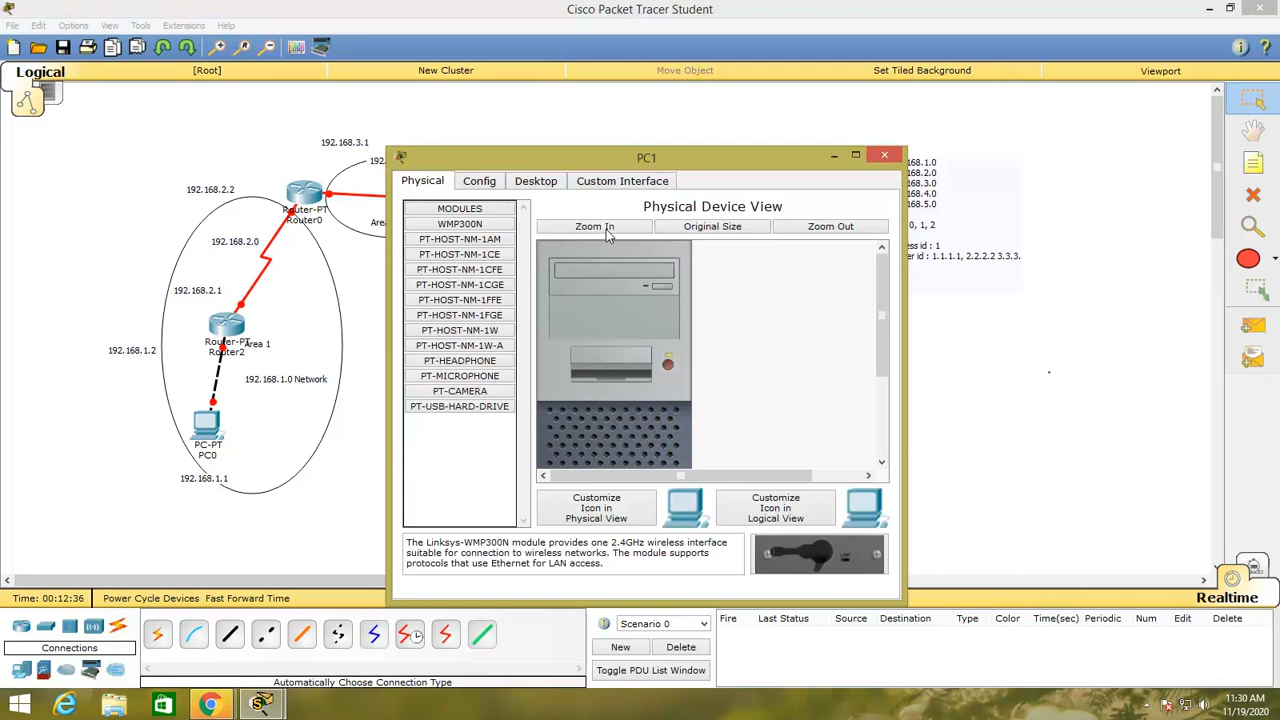 Cisco Packet Tracer Student
File Edit Options View Tools Extensions Help
Logical
[Root]
New Cluster
Move Object
Set Tiled Background
Viewport
192.168.3.1
192.168.2.2
Router-PT
Router0
192.168.2.0
192.168.2.1
Router-PT
Router2
Area 1
192.168.1.2
192.168.1.0 Network
PC-PT
PC0
192.168.1.1
PC1
Physical Config Desktop Custom Interface
MODULES
WMP300N
PT-HOST-NM-1AM
PT-HOST-NM-1CE
PT-HOST-NM-1CFE
PT-HOST-NM-1CGE
PT-HOST-NM-1FFE
PT-HOST-NM-1FGE
PT-HOST-NM-1W
PT-HOST-NM-1W-A
PT-HEADPHONE
PT-MICROPHONE
PT-CAMERA
PT-USB-HARD-DRIVE
Physical Device View
Zoom In Original Size Zoom Out
Customize
Icon in
Physical View
Customize
Icon in
Logical View
The Linksys-WMP300N module provides one 2.4GHz wireless interface
suitable for connection to wireless networks. The module supports
protocols that use Ethernet for LAN access.
.168.1.0
.168.2.0
.168.3.0
.168.4.0
.168.5.0
0, 1, 2
ess id : 1
er id : 1.1.1.1, 2.2.2.2 3.3.3.
Time: 00:12:36 Power Cycle Devices Fast Forward Time
Realtime
Connections
Automatically Choose Connection Type
Scenario 0
New Delete
Toggle PDU List Window
Fire Last Status Source Destination Type Color Time(sec) Periodic Num Edit Delete
11:30 AM
11/19/2020